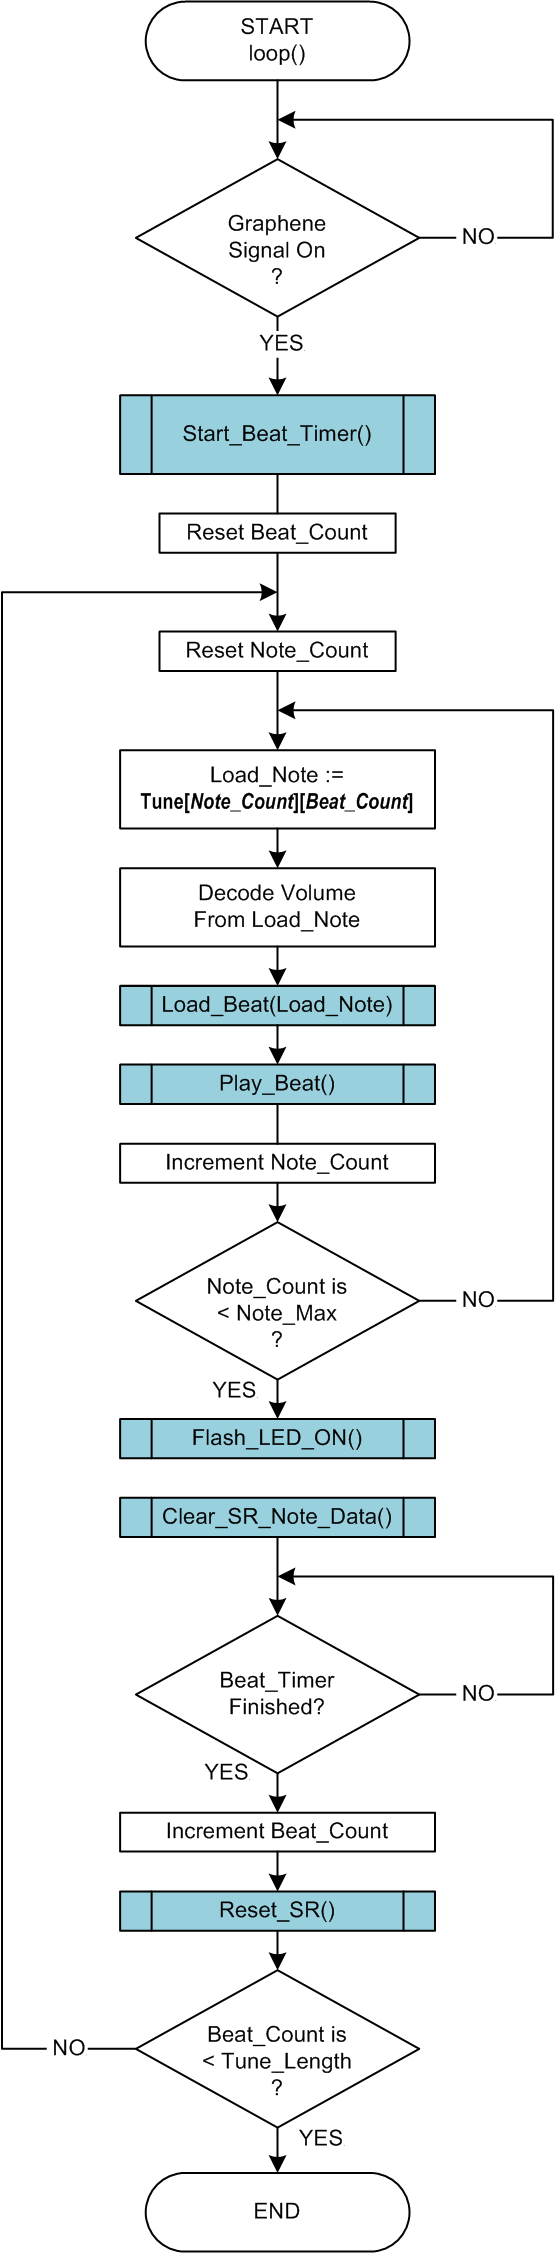 START
loop()
Graphene
Signal On
?
NO
YES
Start_Beat_Timer()
Reset Beat_Count
Reset Note_Count
Load_Note :=
Tune[Note_Count][Beat_Count]
Decode Volume
From Load_Note
Load_Beat(Load_Note)
Play_Beat()
Increment Note_Count
Note_Count is
< Note_Max
?
NO
YES
Flash_LED_ON()
Clear_SR_Note_Data()
Beat_Timer
Finished?
NO
YES
Increment Beat_Count
Reset_SR()
Beat_Count is
< Tune_Length
?
NO
YES
END